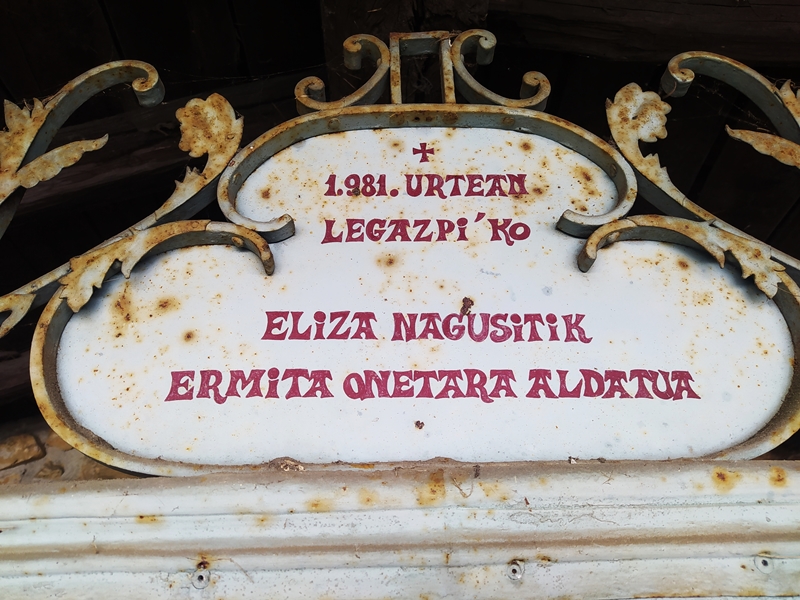 1.981. URTEAN
LEGAZPI'KO
ELIZA NAGUSITIK
ERMITA ONETARA ALDATUA